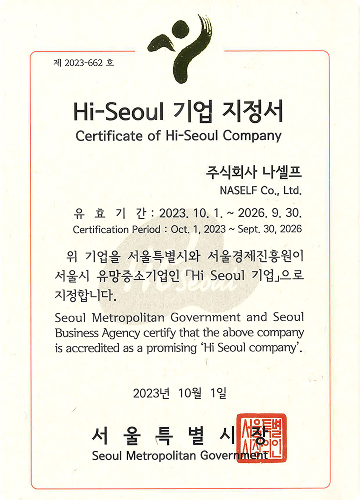 제 2023-662 호
Hi-Seoul 기업 지정서
Certificate of Hi-Seoul Company
주식회사 나셀프
NASELF Co., Ltd.
유 효 기 간 : 2023. 10. 1. ~ 2026. 9. 30.
Certification Period : Oct. 1, 2023 ~ Sept. 30, 2026
위 기업을 서울특별시와 서울경제진흥원이
서울시 유망중소기업인 「Hi Seoul 기업」으로
지정합니다.
Seoul Metropolitan Government and Seoul
Business Agency certify that the above company
is accredited as a promising ‘Hi Seoul company’.
2023년 10월 1일
서 울 특 별 시 장
Seoul Metropolitan Government